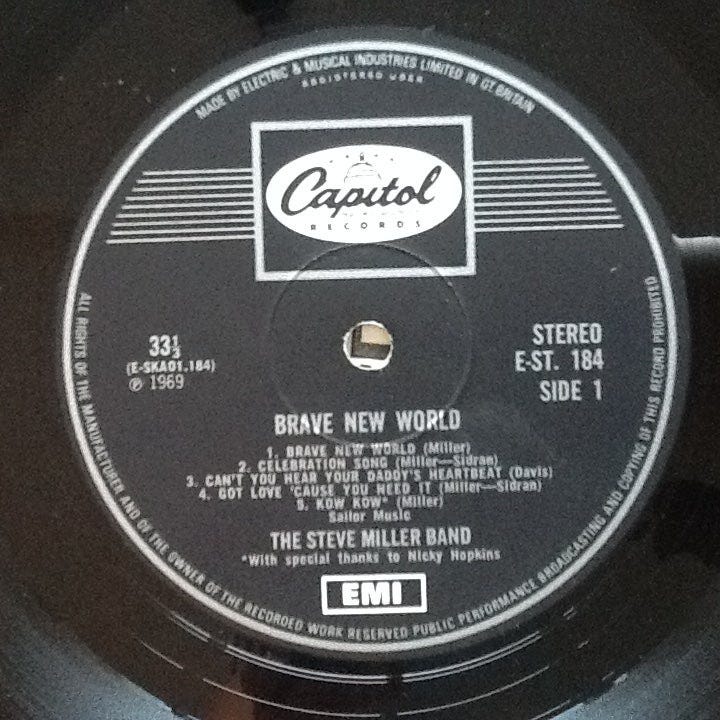 MADE BY ELECTRIC & MUSICAL INDUSTRIES LIMITED IN GT. BRITAIN
REGISTERED USER
Capitol
RECORDS
33⅓
(E-SKAO1.184)
℗ 1969
STEREO
E-ST. 184
SIDE 1
BRAVE NEW WORLD
1. BRAVE NEW WORLD (Miller)
2. CELEBRATION SONG (Miller—Sidran)
3. CAN'T YOU HEAR YOUR DADDY'S HEARTBEAT (Davis)
4. GOT LOVE 'CAUSE YOU NEED IT (Miller—Sidran)
5. KOW KOW* (Miller)
Sailor Music
THE STEVE MILLER BAND
*With special thanks to Nicky Hopkins
EMI
ALL RIGHTS OF THE MANUFACTURER AND OF THE OWNER OF THE RECORDED WORK RESERVED PUBLIC PERFORMANCE BROADCASTING AND COPYING OF THIS RECORD PROHIBITED